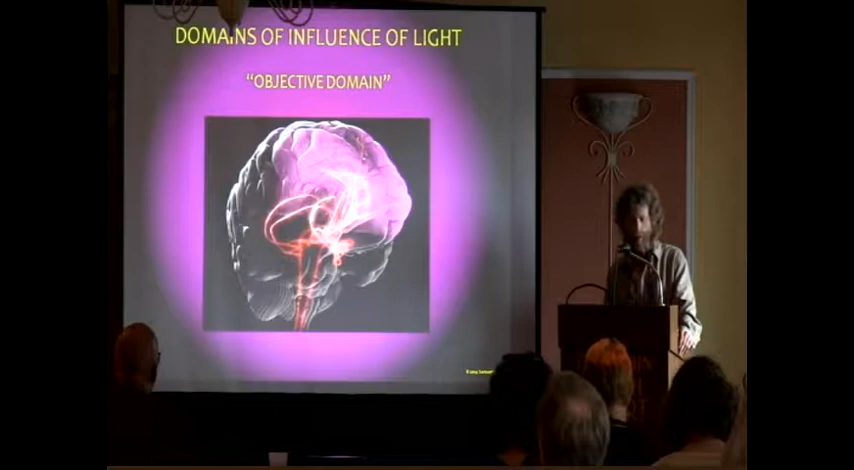 DOMAINS OF INFLUENCE OF LIGHT
“OBJECTIVE DOMAIN”